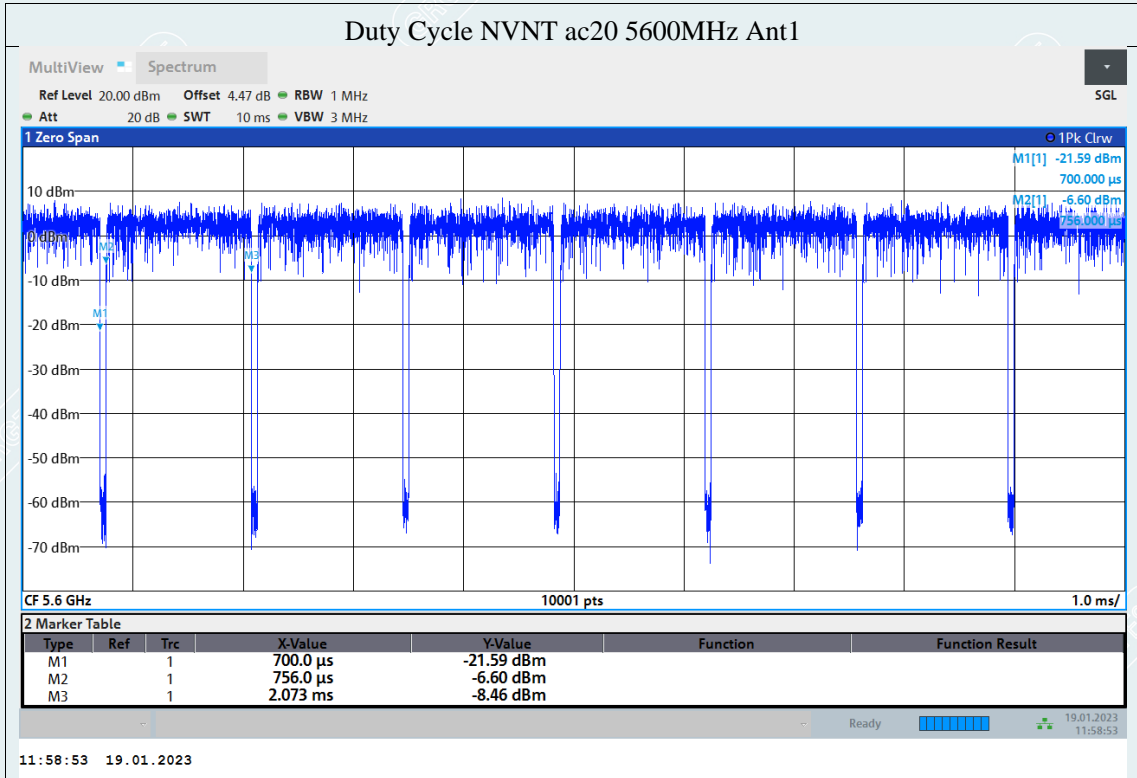 Duty Cycle NVNT ac20 5600MHz Ant1
MultiView Spectrum
Ref Level 20.00 dBm Offset 4.47 dB RBW 1 MHz
SGL
Att 20 dB SWT 10 ms VBW 3 MHz
1 Zero Span 1Pk Clrw
M1[1] -21.59 dBm
700.000 µs
M2[1] -6.60 dBm
756.000 µs
10 dBm
0 dBm
M2
M3
-10 dBm
M1
-20 dBm
-30 dBm
-40 dBm
-50 dBm
-60 dBm
-70 dBm
CF 5.6 GHz 10001 pts 1.0 ms/
2 Marker Table
Type Ref Trc X-Value Y-Value Function Function Result
M1 1 700.0 µs -21.59 dBm
M2 1 756.0 µs -6.60 dBm
M3 1 2.073 ms -8.46 dBm
Ready 19.01.2023
11:58:53
11:58:53 19.01.2023